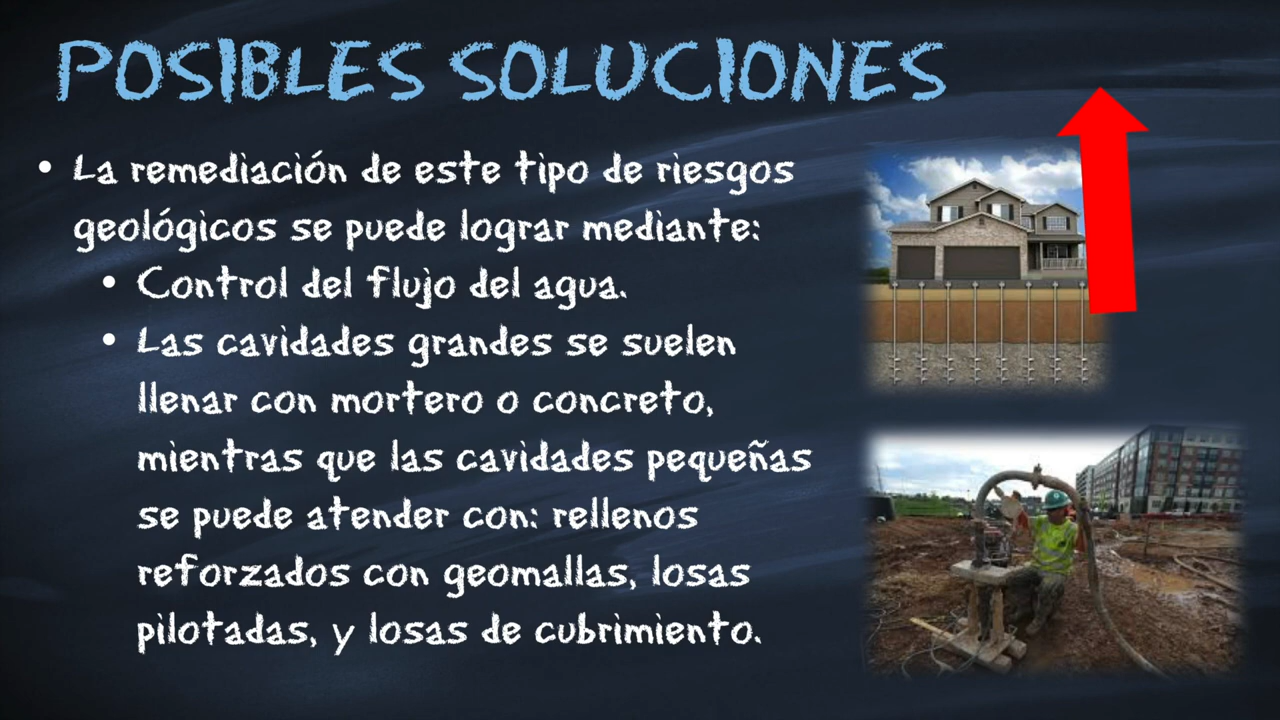 POSIBLES SOLUCIONES
• La remediación de este tipo de riesgos
geológicos se puede lograr mediante:
• Control del flujo del agua.
• Las cavidades grandes se suelen
llenar con mortero o concreto,
mientras que las cavidades pequeñas
se puede atender con: rellenos
reforzados con geomallas, losas
pilotadas, y losas de cubrimiento.